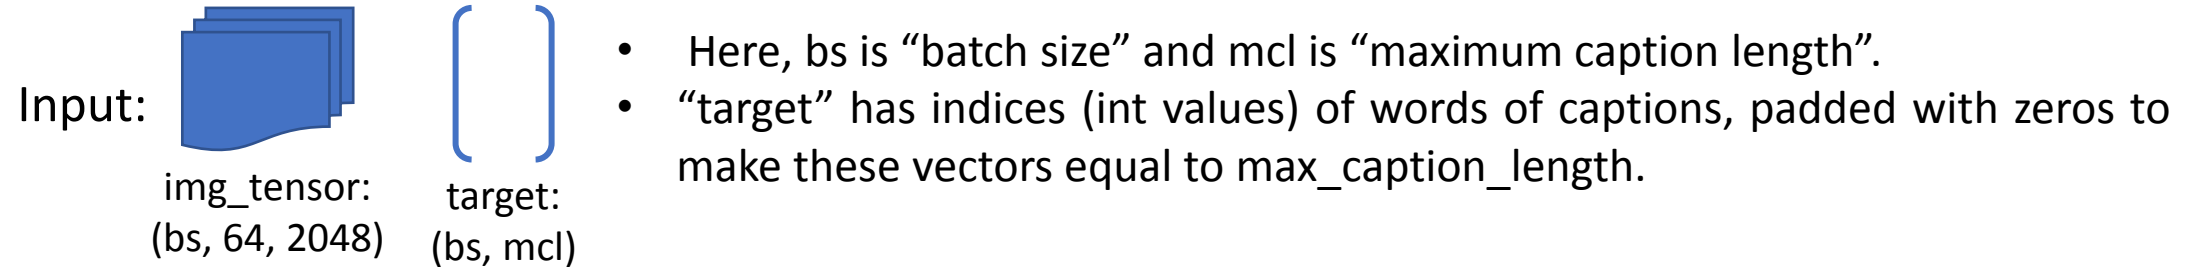 Input:
img_tensor:
(bs, 64, 2048)
target:
(bs, mcl)
• Here, bs is “batch size” and mcl is “maximum caption length”.
• “target” has indices (int values) of words of captions, padded with zeros to
make these vectors equal to max_caption_length.